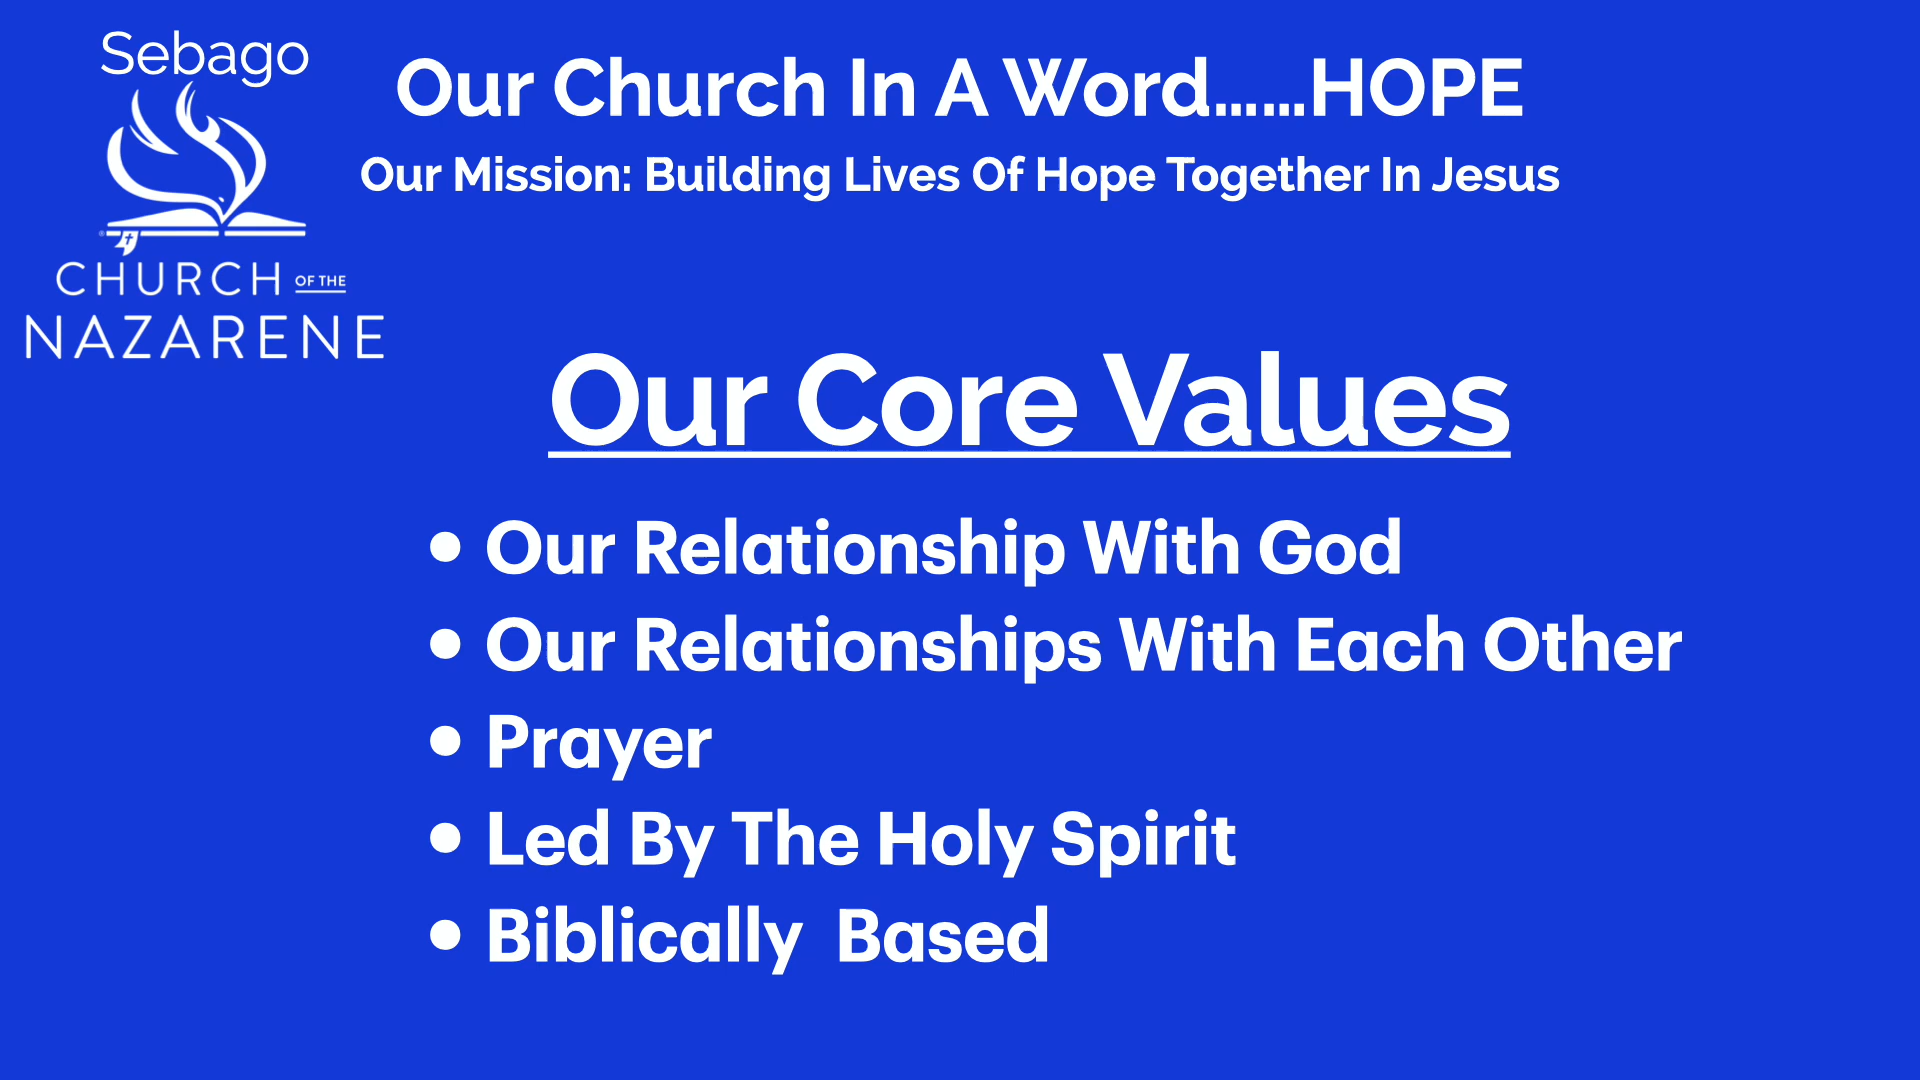 Sebago
Our Church In A Word......HOPE
Our Mission: Building Lives Of Hope Together In Jesus
CHURCH OF THE
NAZARENE
Our Core Values
• Our Relationship With God
• Our Relationships With Each Other
• Prayer
• Led By The Holy Spirit
• Biblically  Based